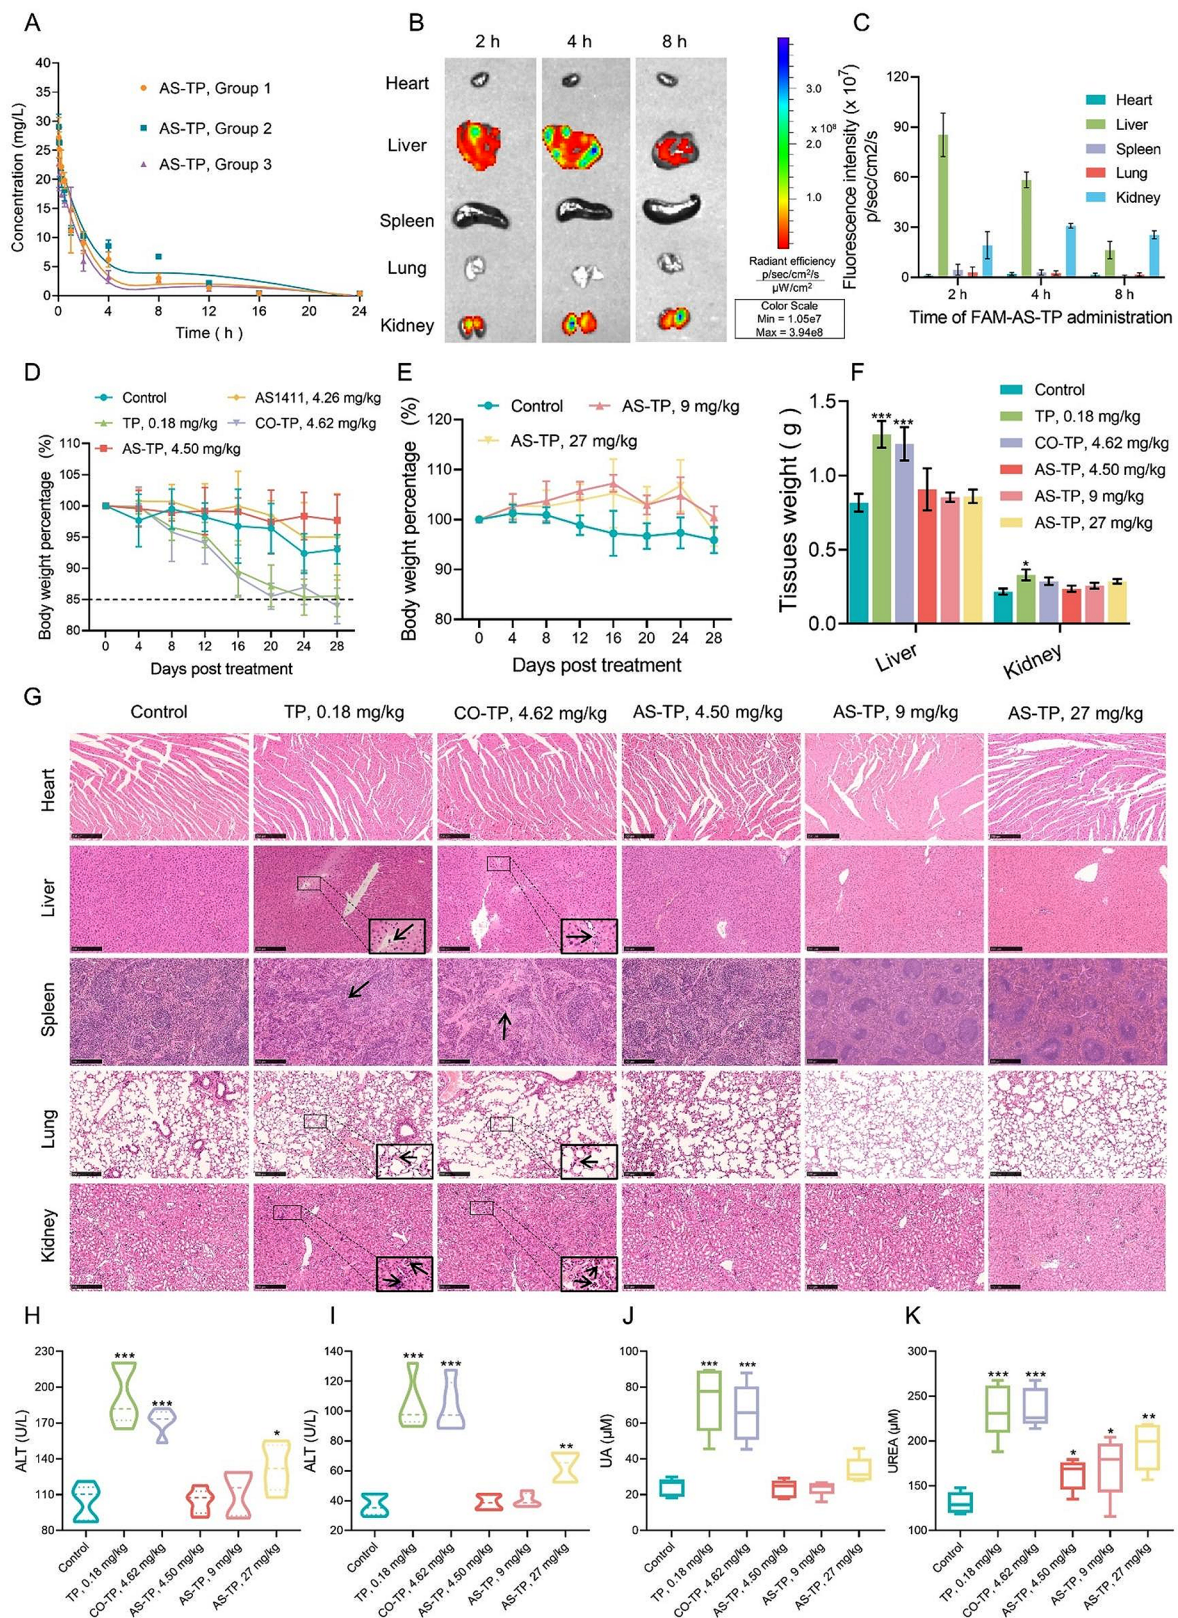 A
Concentration (mg/L)
40
35
30
25
20
15
10
5
0
0
4
8
12
16
20
24
Time ( h )
AS-TP, Group 1
AS-TP, Group 2
AS-TP, Group 3
B
2 h
4 h
8 h
Heart
Liver
Spleen
Lung
Kidney
3.0
x 10⁸
2.0
1.0
Radiant efficiency
p/sec/cm²/s
µW/cm²
Color Scale
Min = 1.05e7
Max = 3.94e8
C
Fluorescence intensity (x 10⁷)
p/sec/cm2/s
120
90
60
30
0
2 h
4 h
8 h
Time of FAM-AS-TP administration
Heart
Liver
Spleen
Lung
Kidney
D
Control
AS1411, 4.26 mg/kg
TP, 0.18 mg/kg
CO-TP, 4.62 mg/kg
AS-TP, 4.50 mg/kg
Body weight percentage (%)
110
105
100
95
90
85
80
0
4
8
12
16
20
24
28
Days post treatment
E
Control
AS-TP, 9 mg/kg
AS-TP, 27 mg/kg
Body weight percentage (%)
120
110
100
90
80
0
4
8
12
16
20
24
28
Days post treatment
F
Tissues weight ( g )
1.5
1.0
0.5
0.0
***
***
*
Liver
Kidney
Control
TP, 0.18 mg/kg
CO-TP, 4.62 mg/kg
AS-TP, 4.50 mg/kg
AS-TP, 9 mg/kg
AS-TP, 27 mg/kg
G
Control
TP, 0.18 mg/kg
CO-TP, 4.62 mg/kg
AS-TP, 4.50 mg/kg
AS-TP, 9 mg/kg
AS-TP, 27 mg/kg
Heart
Liver
Spleen
Lung
Kidney
H
ALT (U/L)
230
200
170
140
110
80
***
***
*
Control
TP, 0.18 mg/kg
CO-TP, 4.62 mg/kg
AS-TP, 4.50 mg/kg
AS-TP, 9 mg/kg
AS-TP, 27 mg/kg
I
ALT (U/L)
140
120
100
80
60
40
20
***
***
**
Control
TP, 0.18 mg/kg
CO-TP, 4.62 mg/kg
AS-TP, 4.50 mg/kg
AS-TP, 9 mg/kg
AS-TP, 27 mg/kg
J
UA (µM)
100
80
60
40
20
0
***
***
Control
TP, 0.18 mg/kg
CO-TP, 4.62 mg/kg
AS-TP, 4.50 mg/kg
AS-TP, 9 mg/kg
AS-TP, 27 mg/kg
K
UREA (µM)
300
250
200
150
100
***
***
*
*
**
Control
TP, 0.18 mg/kg
CO-TP, 4.62 mg/kg
AS-TP, 4.50 mg/kg
AS-TP, 9 mg/kg
AS-TP, 27 mg/kg